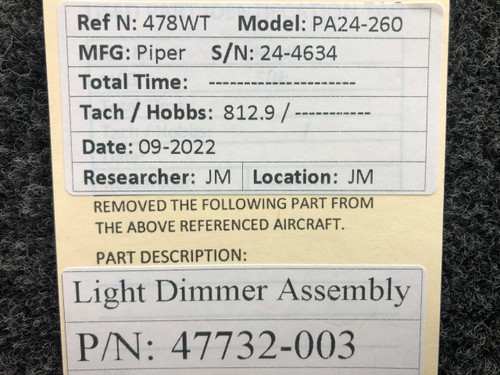 Ref N: 478WT Model: PA24-260
MFG: Piper S/N: 24-4634
Total Time: ---------------------
Tach / Hobbs: 812.9 / -----------
Date: 09-2022
Researcher: JM Location: JM
REMOVED THE FOLLOWING PART FROM
THE ABOVE REFERENCED AIRCRAFT.
PART DESCRIPTION:
Light Dimmer Assembly
P/N: 47732-003